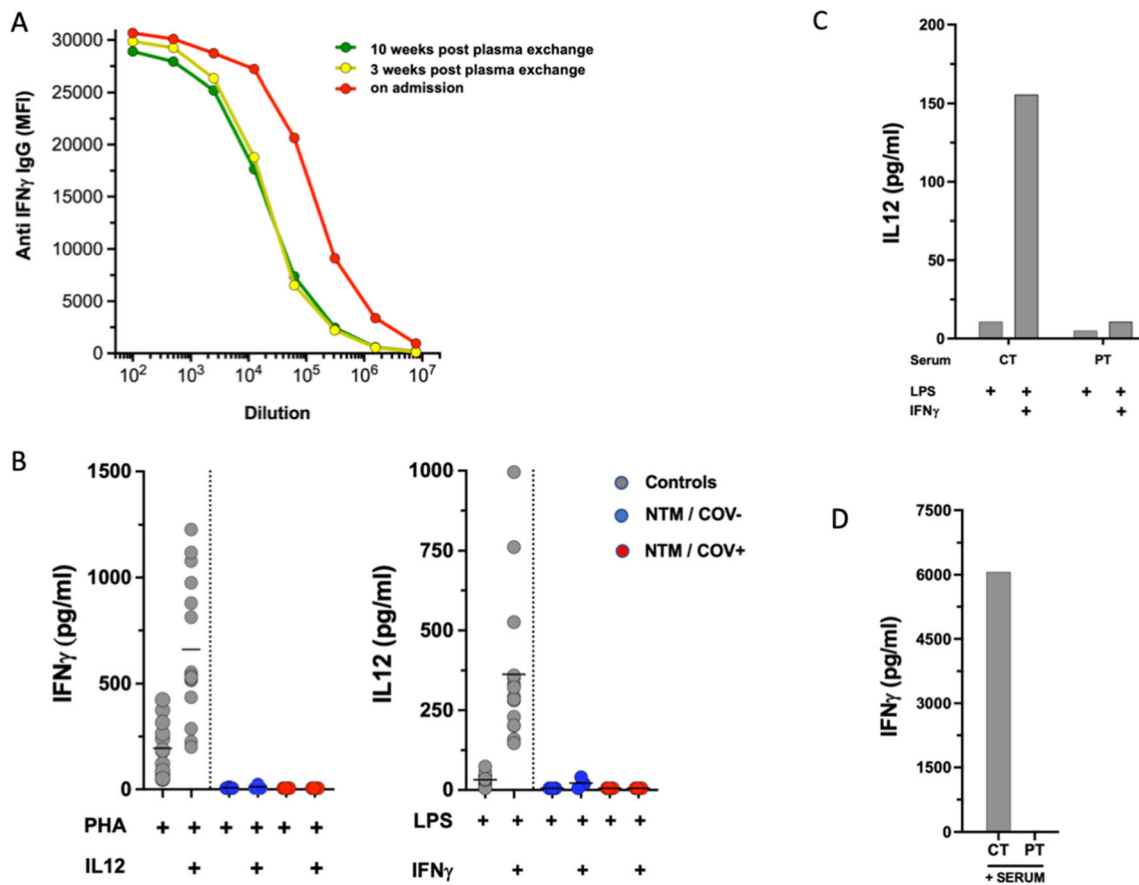 A
Anti IFNγ IgG (MFI)
30000
25000
20000
15000
10000
5000
0
10² 10³ 10⁴ 10⁵ 10⁶ 10⁷
Dilution
10 weeks post plasma exchange
3 weeks post plasma exchange
on admission
C
IL12 (pg/ml)
200
150
100
50
0
Serum CT PT
LPS + + + +
IFNγ + +
B
IFNγ (pg/ml)
1500
1000
500
0
PHA + + + + + +
IL12 + + +
IL12 (pg/ml)
1000
750
500
250
0
LPS + + + + + +
IFNγ + + +
Controls
NTM / COV-
NTM / COV+
D
IFNγ (pg/ml)
7500
6000
4500
3000
1500
0
CT PT
+ SERUM